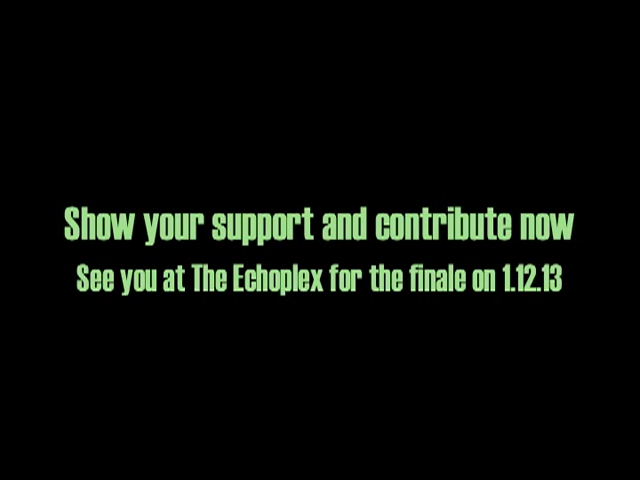 Show your support and contribute now
See you at The Echoplex for the finale on 1.12.13